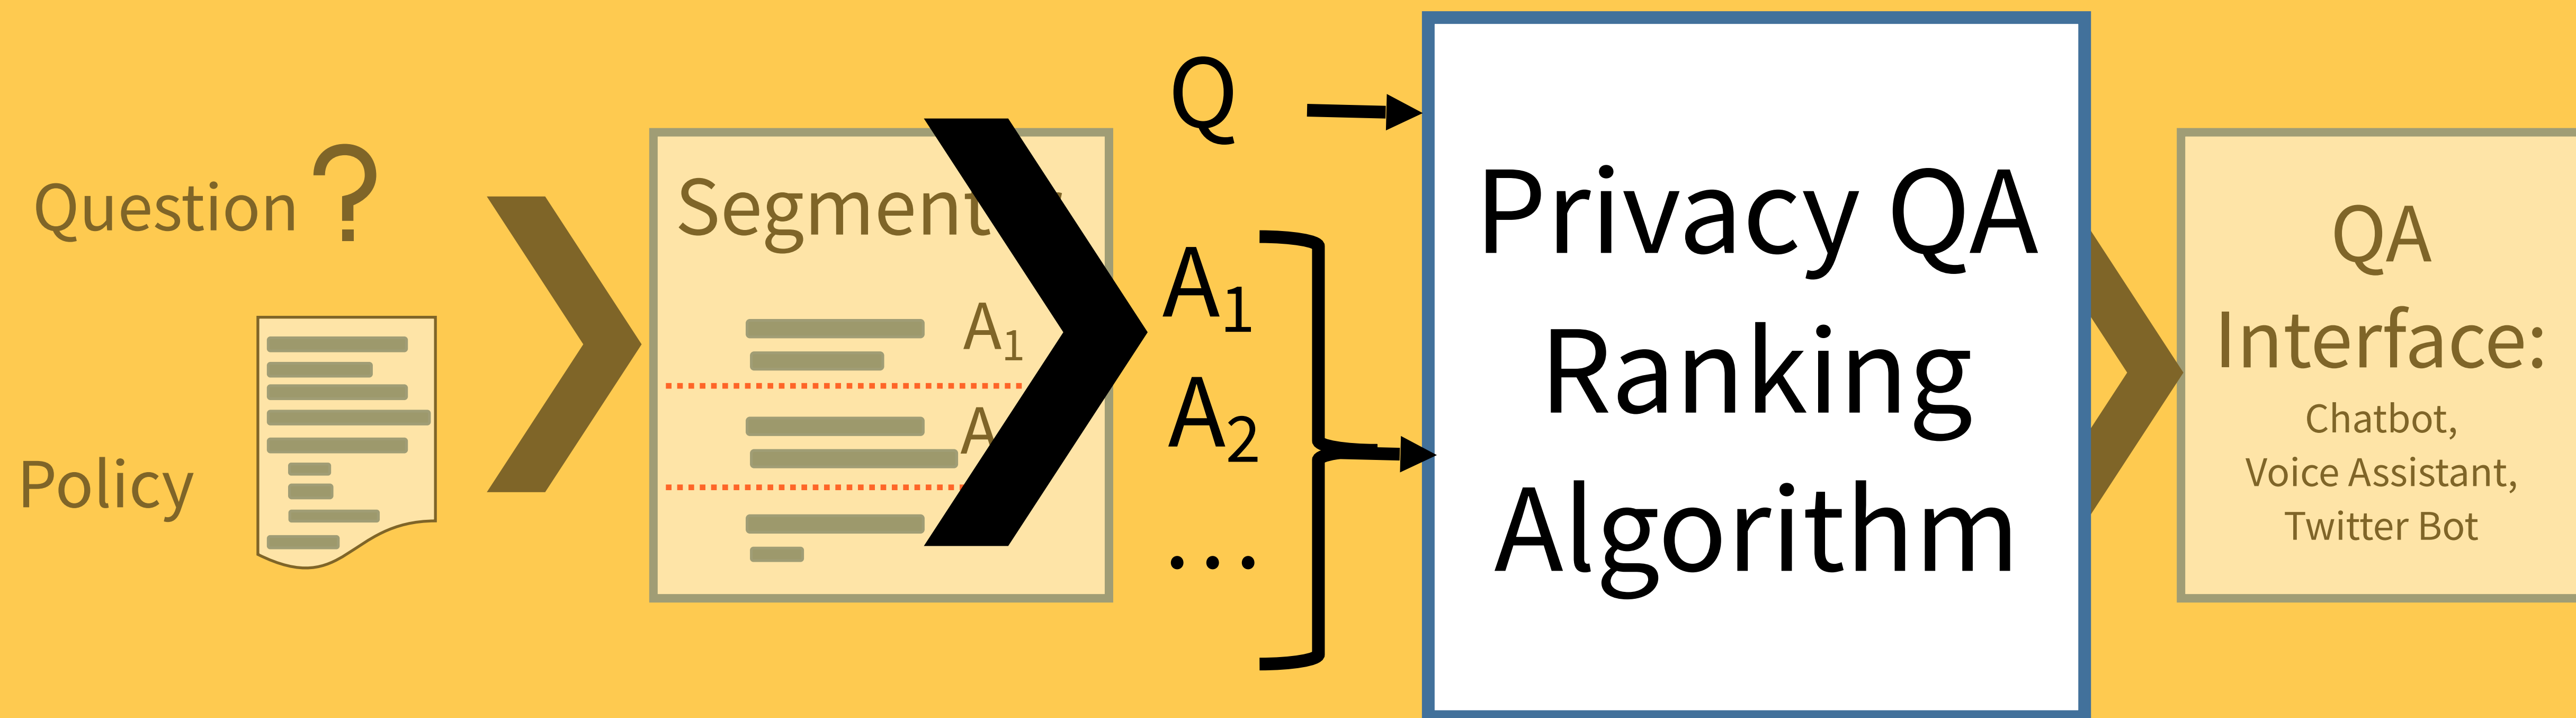 Question ?
Policy
Segment
A1
A
Q
A1
A2
...
Privacy QA
Ranking
Algorithm
QA
Interface:
Chatbot,
Voice Assistant,
Twitter Bot